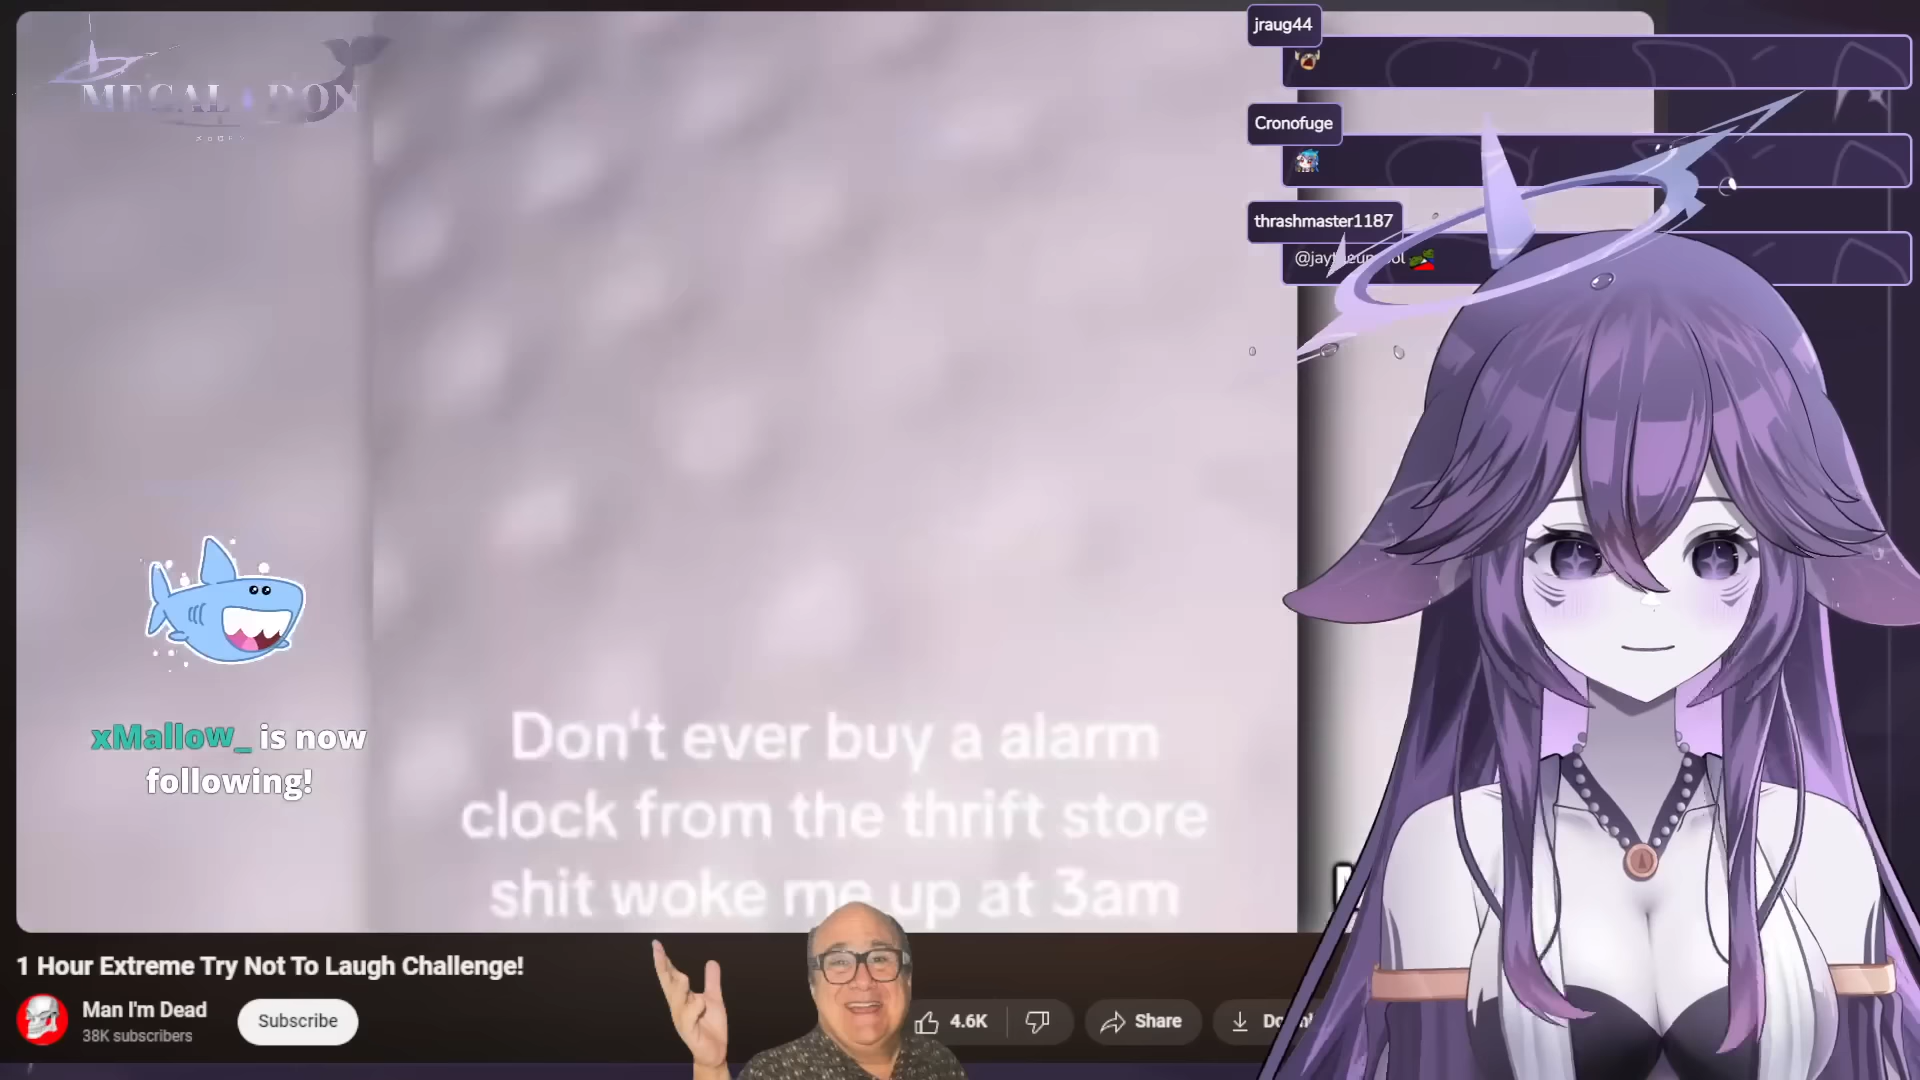 MEGAL DON
jraug44
Cronofuge
thrashmaster1187
Don't ever buy a alarm
clock from the thrift store
shit woke me up at 3am
xMallow_ is now
following!
1 Hour Extreme Try Not To Laugh Challenge!
Man I'm Dead
38K subscribers
Subscribe
4.6K
Share